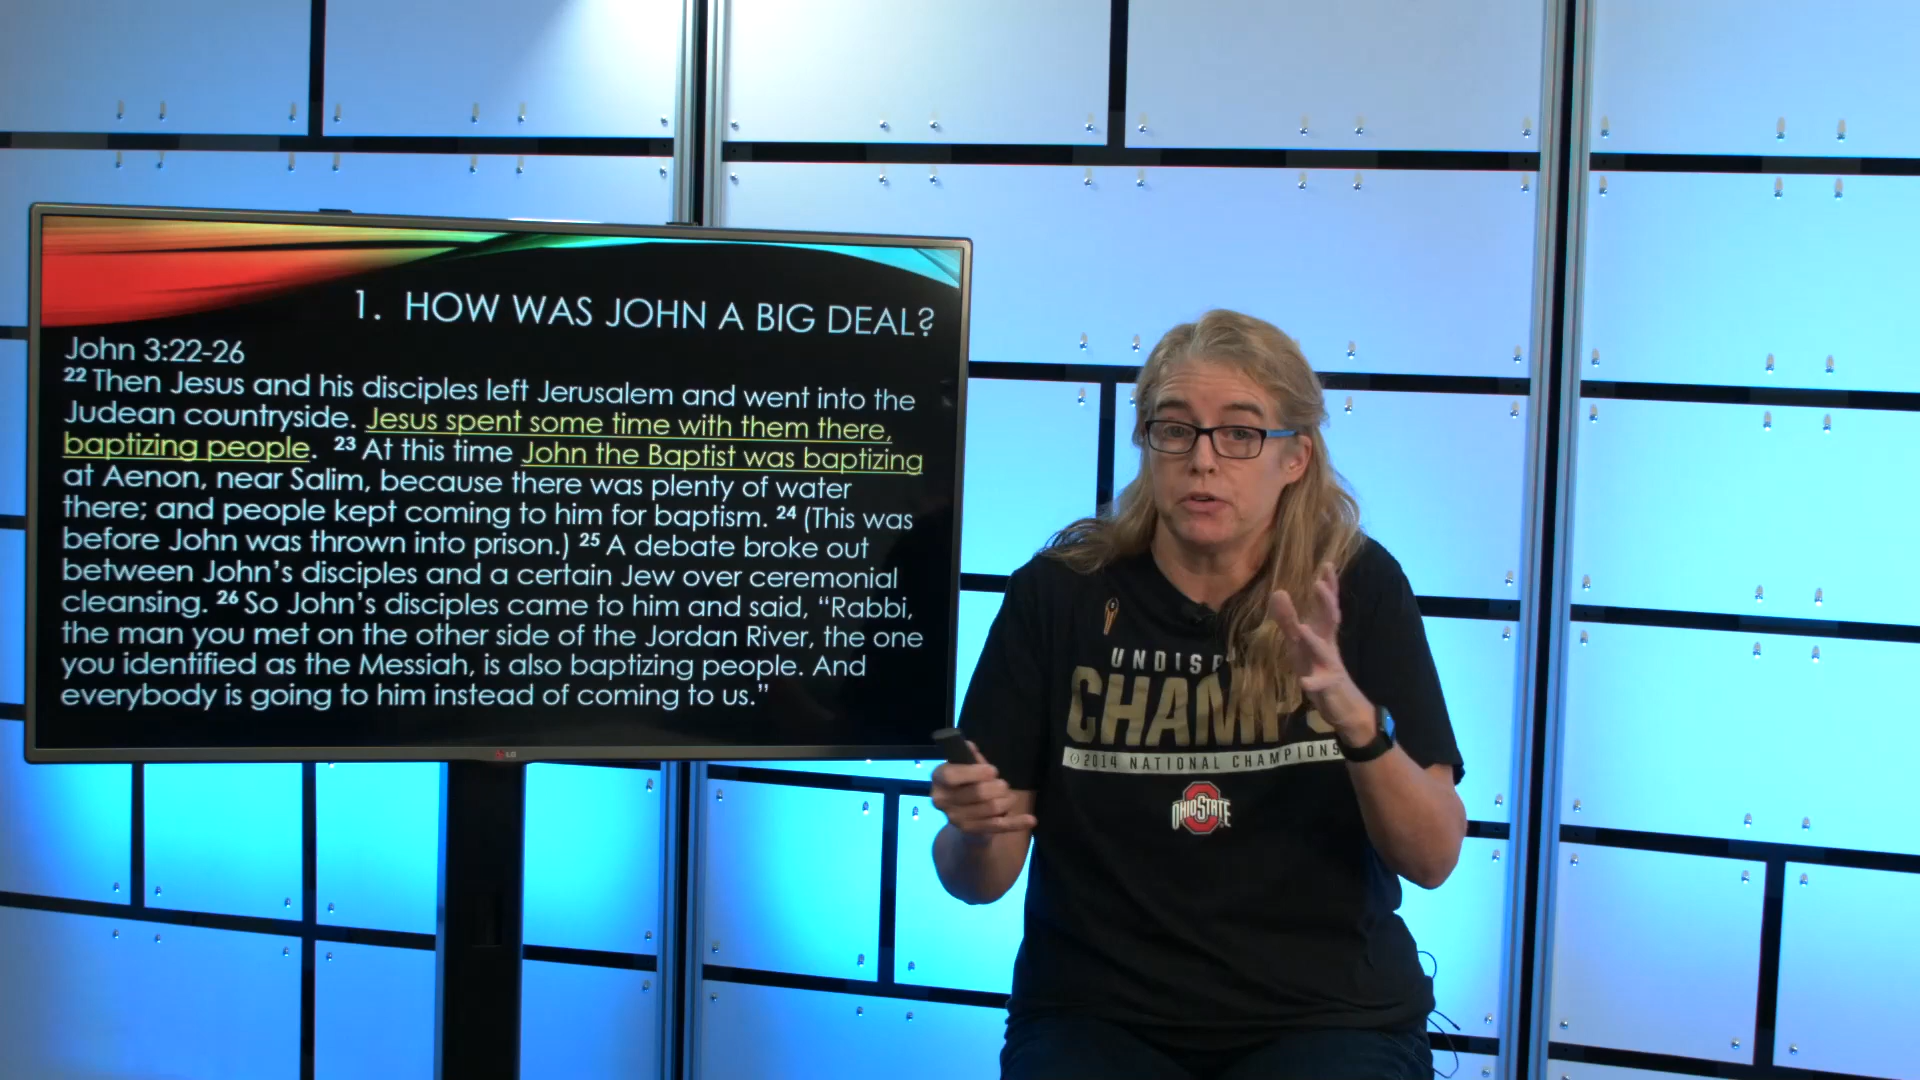 1. HOW WAS JOHN A BIG DEAL?
John 3:22-26
22 Then Jesus and his disciples left Jerusalem and went into the
Judean countryside. Jesus spent some time with them there,
baptizing people. 23 At this time John the Baptist was baptizing
at Aenon, near Salim, because there was plenty of water
there; and people kept coming to him for baptism. 24 (This was
before John was thrown into prison.) 25 A debate broke out
between John’s disciples and a certain Jew over ceremonial
cleansing. 26 So John’s disciples came to him and said, “Rabbi,
the man you met on the other side of the Jordan River, the one
you identified as the Messiah, is also baptizing people. And
everybody is going to him instead of coming to us.”
LG
CHAMPS
2014 NATIONAL CHAMPIONS
OHIO STATE